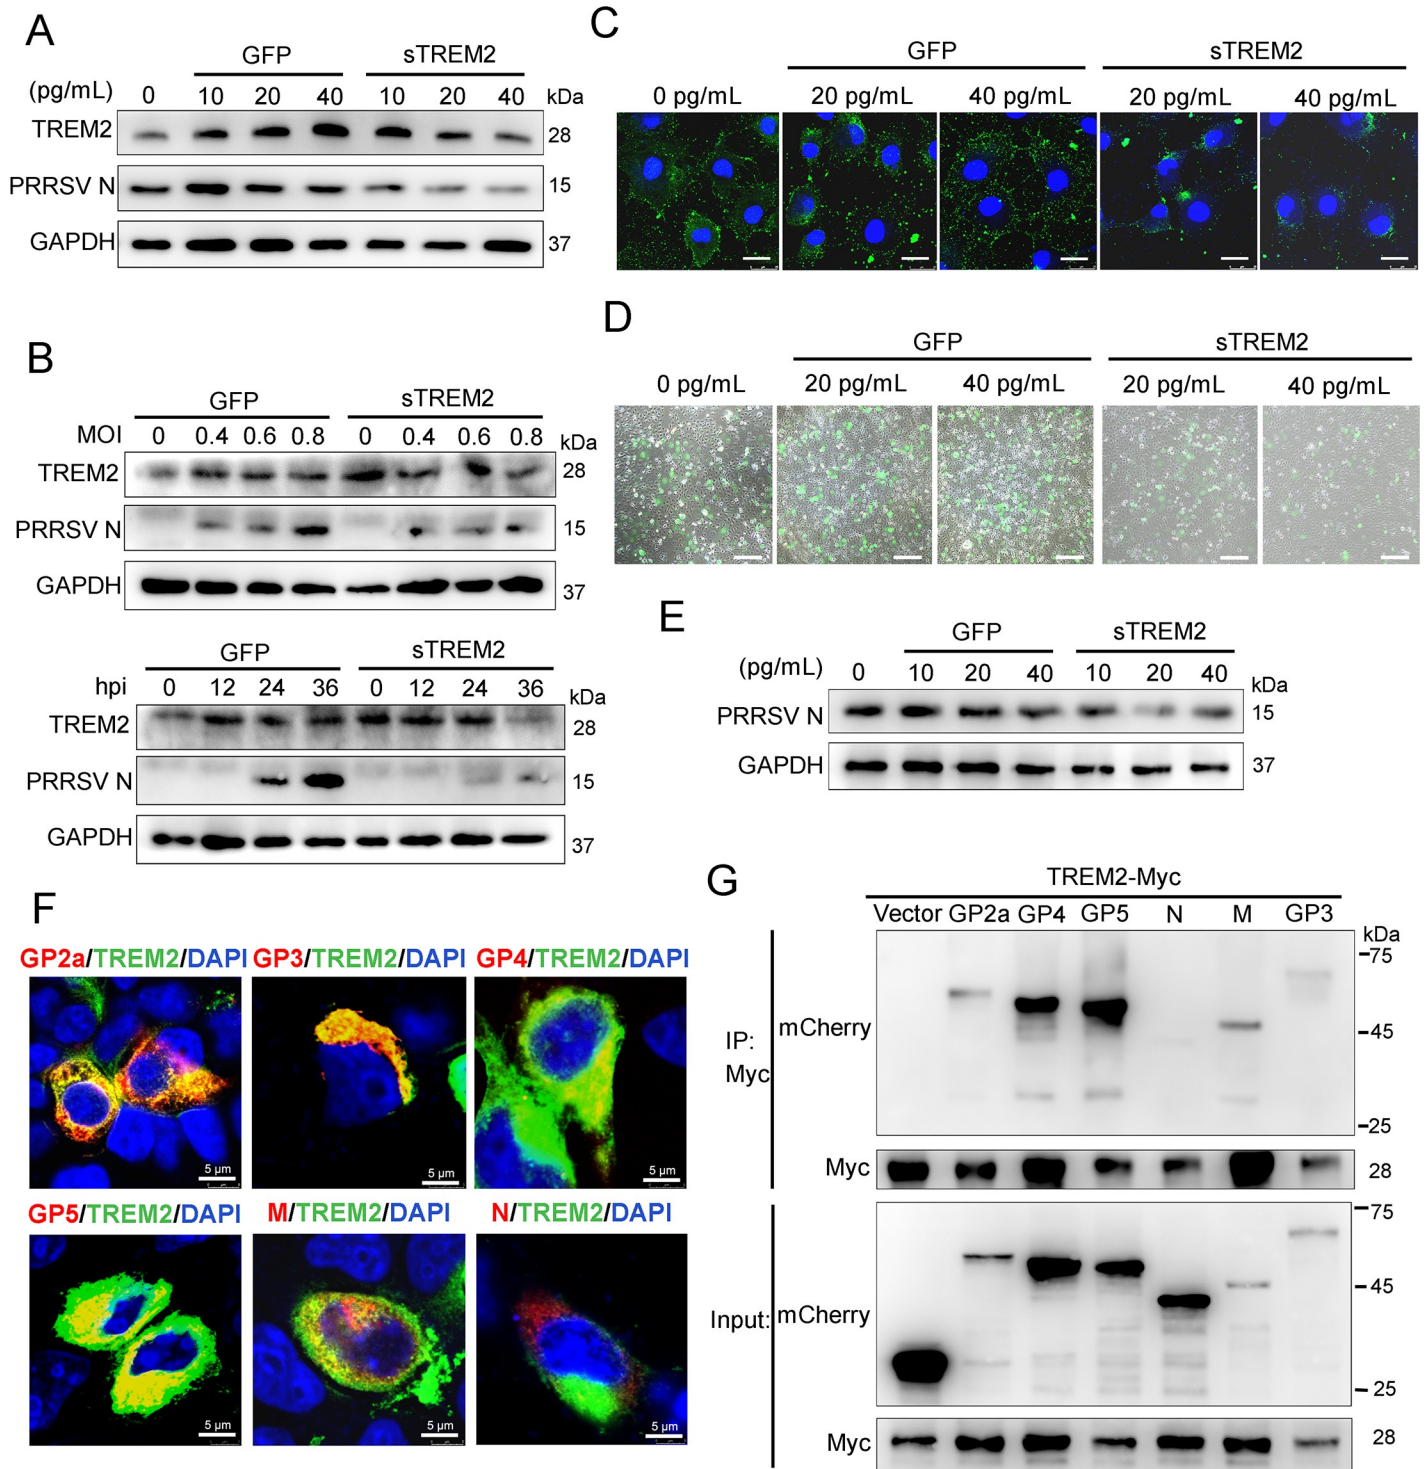 A
GFP sTREM2
(pg/mL) 0 10 20 40 10 20 40 kDa
TREM2 28
PRRSV N 15
GAPDH 37
B
GFP sTREM2
MOI 0 0.4 0.6 0.8 0 0.4 0.6 0.8 kDa
TREM2 28
PRRSV N 15
GAPDH 37
GFP sTREM2
hpi 0 12 24 36 0 12 24 36 kDa
TREM2 28
PRRSV N 15
GAPDH 37
C
GFP sTREM2
0 pg/mL 20 pg/mL 40 pg/mL 20 pg/mL 40 pg/mL
D
GFP sTREM2
0 pg/mL 20 pg/mL 40 pg/mL 20 pg/mL 40 pg/mL
E
GFP sTREM2
(pg/mL) 0 10 20 40 10 20 40
kDa
PRRSV N 15
GAPDH 37
F
GP2a/TREM2/DAPI GP3/TREM2/DAPI GP4/TREM2/DAPI
5 μm 5 μm 5 μm
GP5/TREM2/DAPI M/TREM2/DAPI N/TREM2/DAPI
5 μm 5 μm 5 μm
G
TREM2-Myc
Vector GP2a GP4 GP5 N M GP3
kDa
-75
IP: mCherry -45
Myc
-25
Myc 28
-75
-45
Input: mCherry
-25
Myc 28